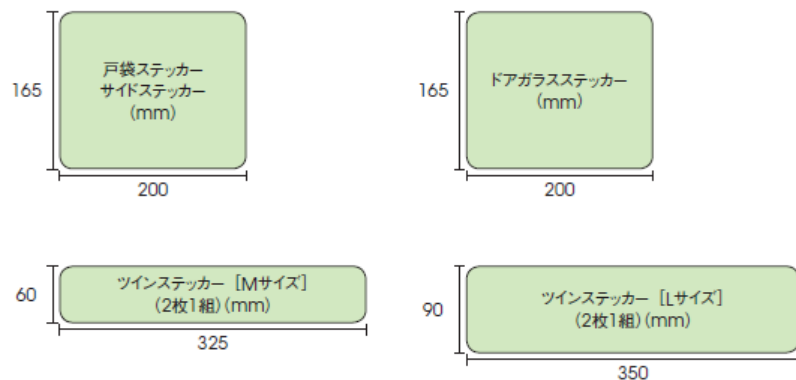 165
戸袋ステッカー
サイドステッカー
(mm)
200
165
ドアガラスステッカー
(mm)
200
60
ツインステッカー [Mサイズ]
(2枚1組)(mm)
325
90
ツインステッカー [Lサイズ]
(2枚1組)(mm)
350